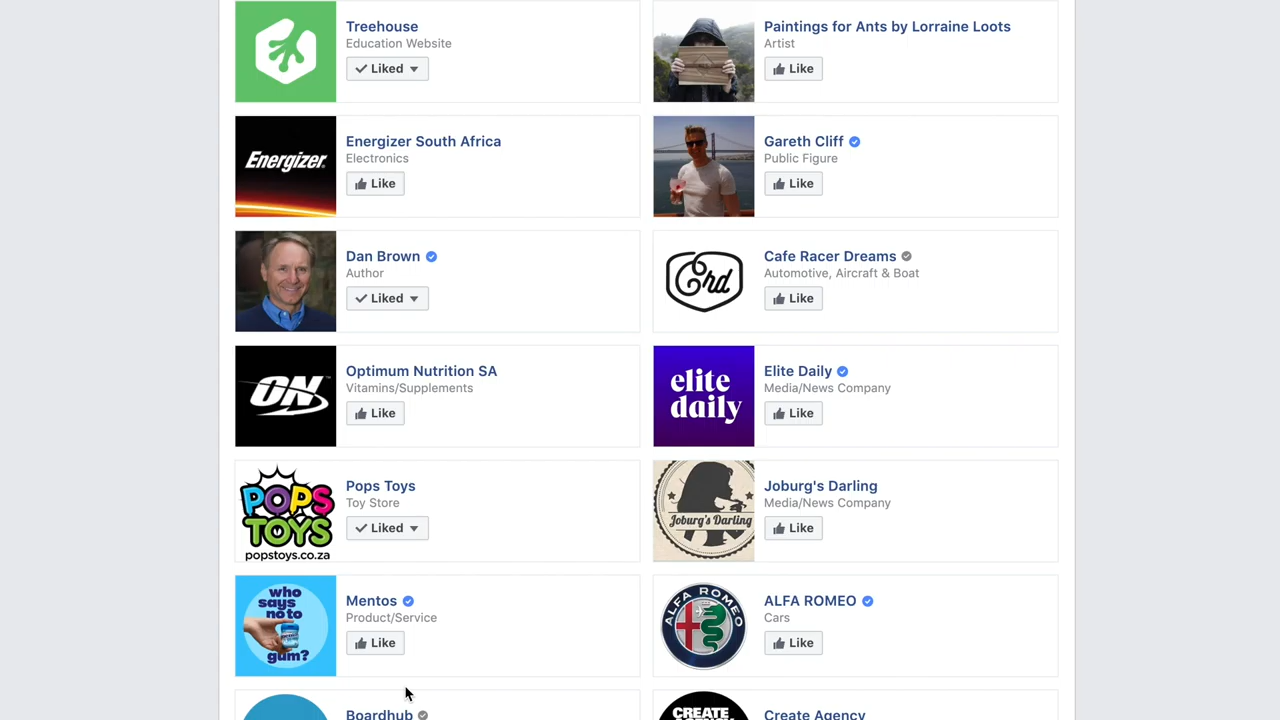 Treehouse
Education Website
Liked
Paintings for Ants by Lorraine Loots
Artist
Like
Energizer.
Energizer South Africa
Electronics
Like
Gareth Cliff
Public Figure
Like
Dan Brown
Author
Liked
Crd
Cafe Racer Dreams
Automotive, Aircraft & Boat
Like
ON
Optimum Nutrition SA
Vitamins/Supplements
Like
elite
daily
Elite Daily
Media/News Company
Like
POPS
TOYS
popstoys.co.za
Pops Toys
Toy Store
Liked
Joburg's Darling
Joburg's Darling
Media/News Company
Like
who
says
no to
gum?
Mentos
Product/Service
Like
ALFA ROMEO
ALFA ROMEO
Cars
Like
Boardhub
CREATE
Create Agency